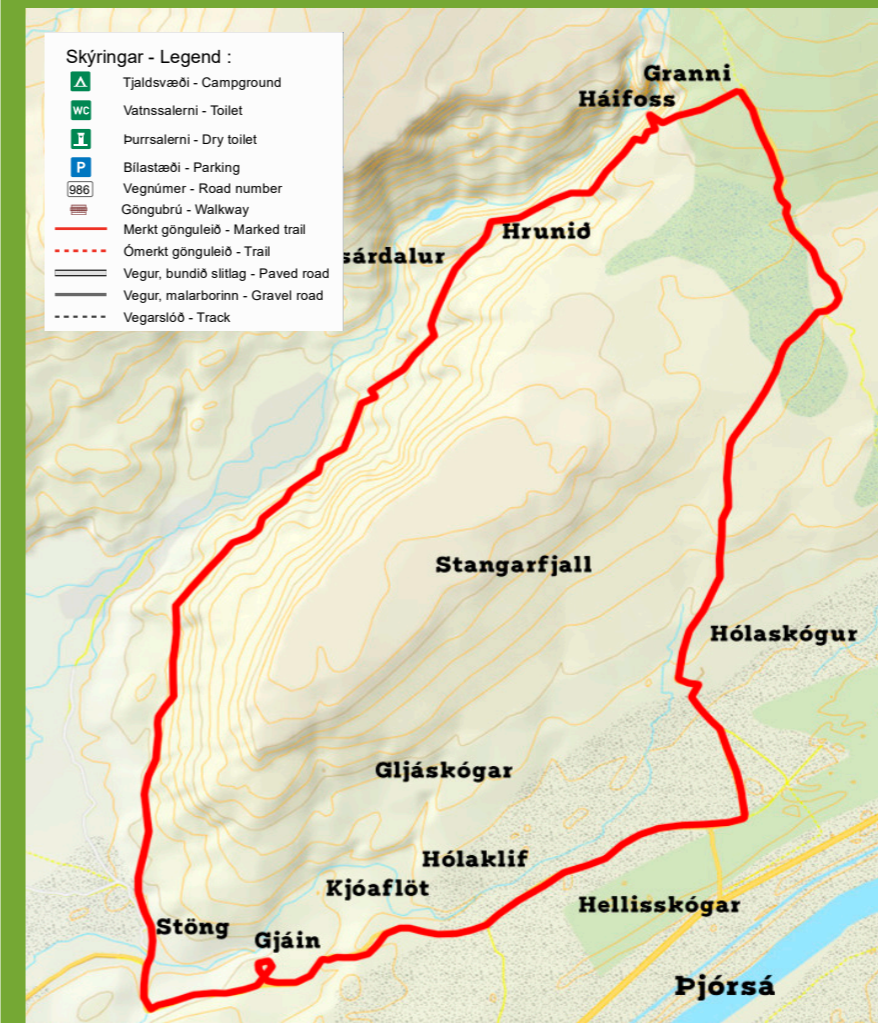 Skýringar - Legend :
Tjaldsvæði - Campground
WC
Vatnssalerni - Toilet
Þurrsalerni - Dry toilet
P
Bílastæði - Parking
986
Vegnúmer - Road number
Göngubrú - Walkway
Merkt gönguleið - Marked trail
Ómerkt gönguleið - Trail
Vegur, bundið slitlag - Paved road
Vegur, malarborinn - Gravel road
Vegarslóð - Track
Granni
Háifoss
Hrunið
sárdalur
Stangarfjall
Hólaskógur
Gljáskógar
Hólaklif
Kjóaflöt
Hellisskógar
Stöng
Gjáin
Þjórsá